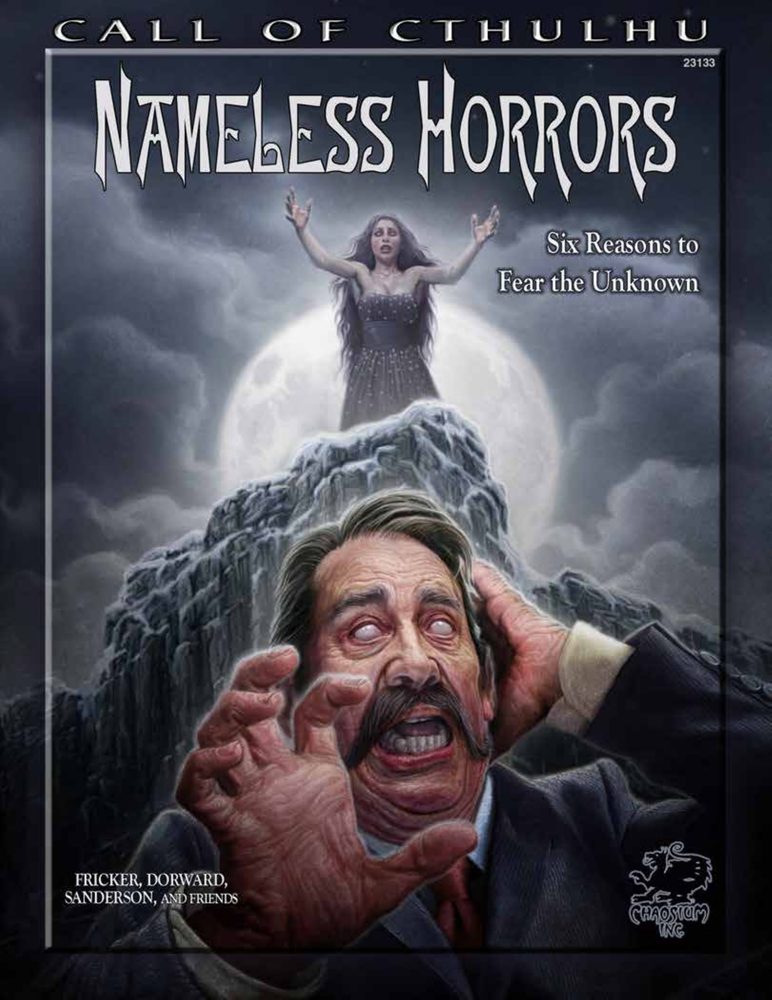 CALL OF CTHULHU
23133
NAMELESS HORRORS
Six Reasons to
Fear the Unknown
FRICKER, DORWARD,
SANDERSON, AND FRIENDS
CHAOSIUM
INC.